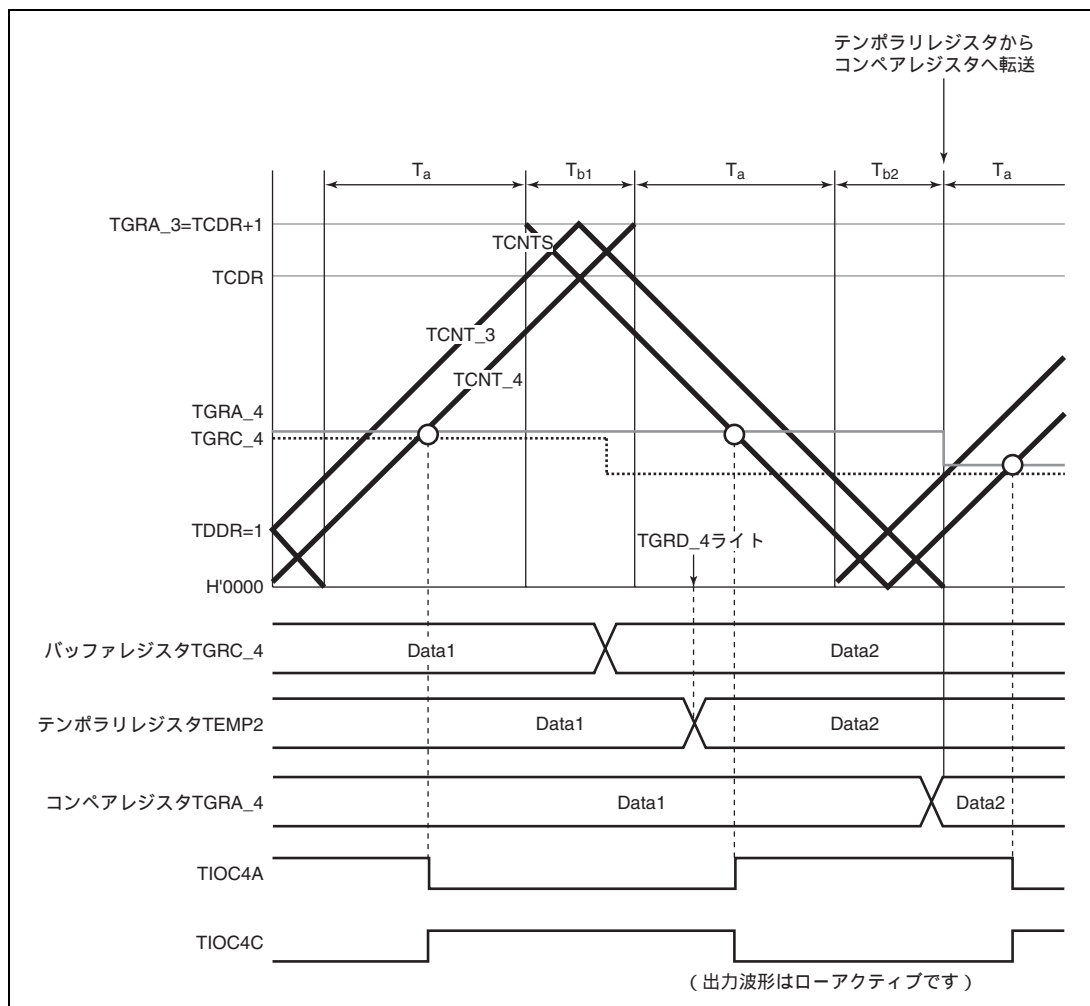 テンポラリレジスタから
コンペアレジスタへ転送
Ta Tb1 Ta Tb2 Ta
TGRA_3=TCDR+1
TCNTS
TCDR
TCNT_3
TCNT_4
TGRA_4
TGRC_4
TDDR=1
TGRD_4ライト
H'0000
バッファレジスタTGRC_4 Data1 Data2
テンポラリレジスタTEMP2 Data1 Data2
コンペアレジスタTGRA_4 Data1 Data2
TIOC4A
TIOC4C
(出力波形はローアクティブです)